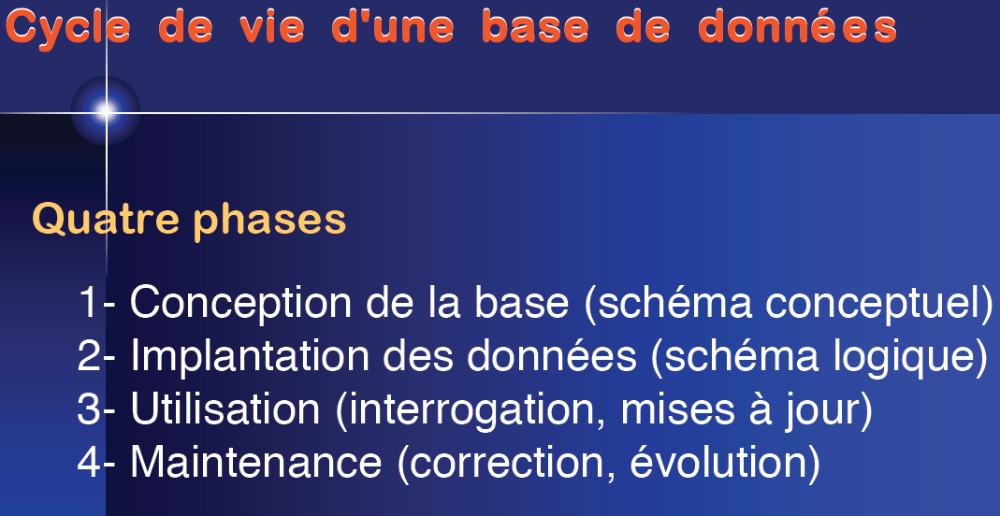 Cycle de vie d'une base de données
Quatre phases
1- Conception de la base (schéma conceptuel)
2- Implantation des données (schéma logique)
3- Utilisation (interrogation, mises à jour)
4- Maintenance (correction, évolution)